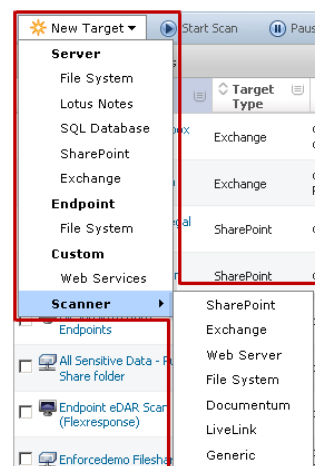 New Target ▾
Start Scan
Server
File System
Lotus Notes
SQL Database
SharePoint
Exchange
Endpoint
File System
Custom
Web Services
Scanner
Target Type
Exchange
Exchange
SharePoint
SharePoint
SharePoint
Exchange
Web Server
File System
Documentum
LiveLink
Generic
Endpoints
All Sensitive Data -
Share folder
Endpoint eDAR Scan
(Flexresponse)
Enforcedemo